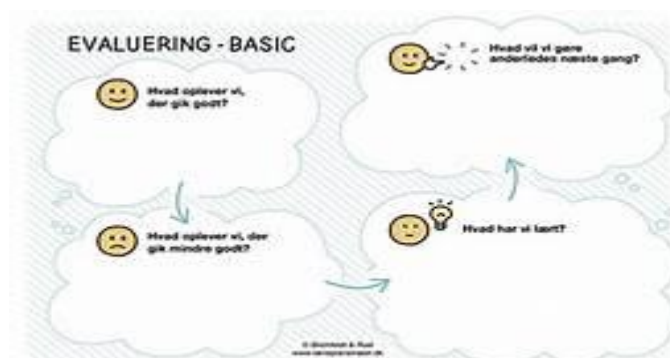 EVALUERING - BASIC
Hvad oplever vi,
der gik godt?
Hvad oplever vi, der
gik mindre godt?
Hvad har vi lært?
Hvad vil vi gøre
anderledes næste gang?